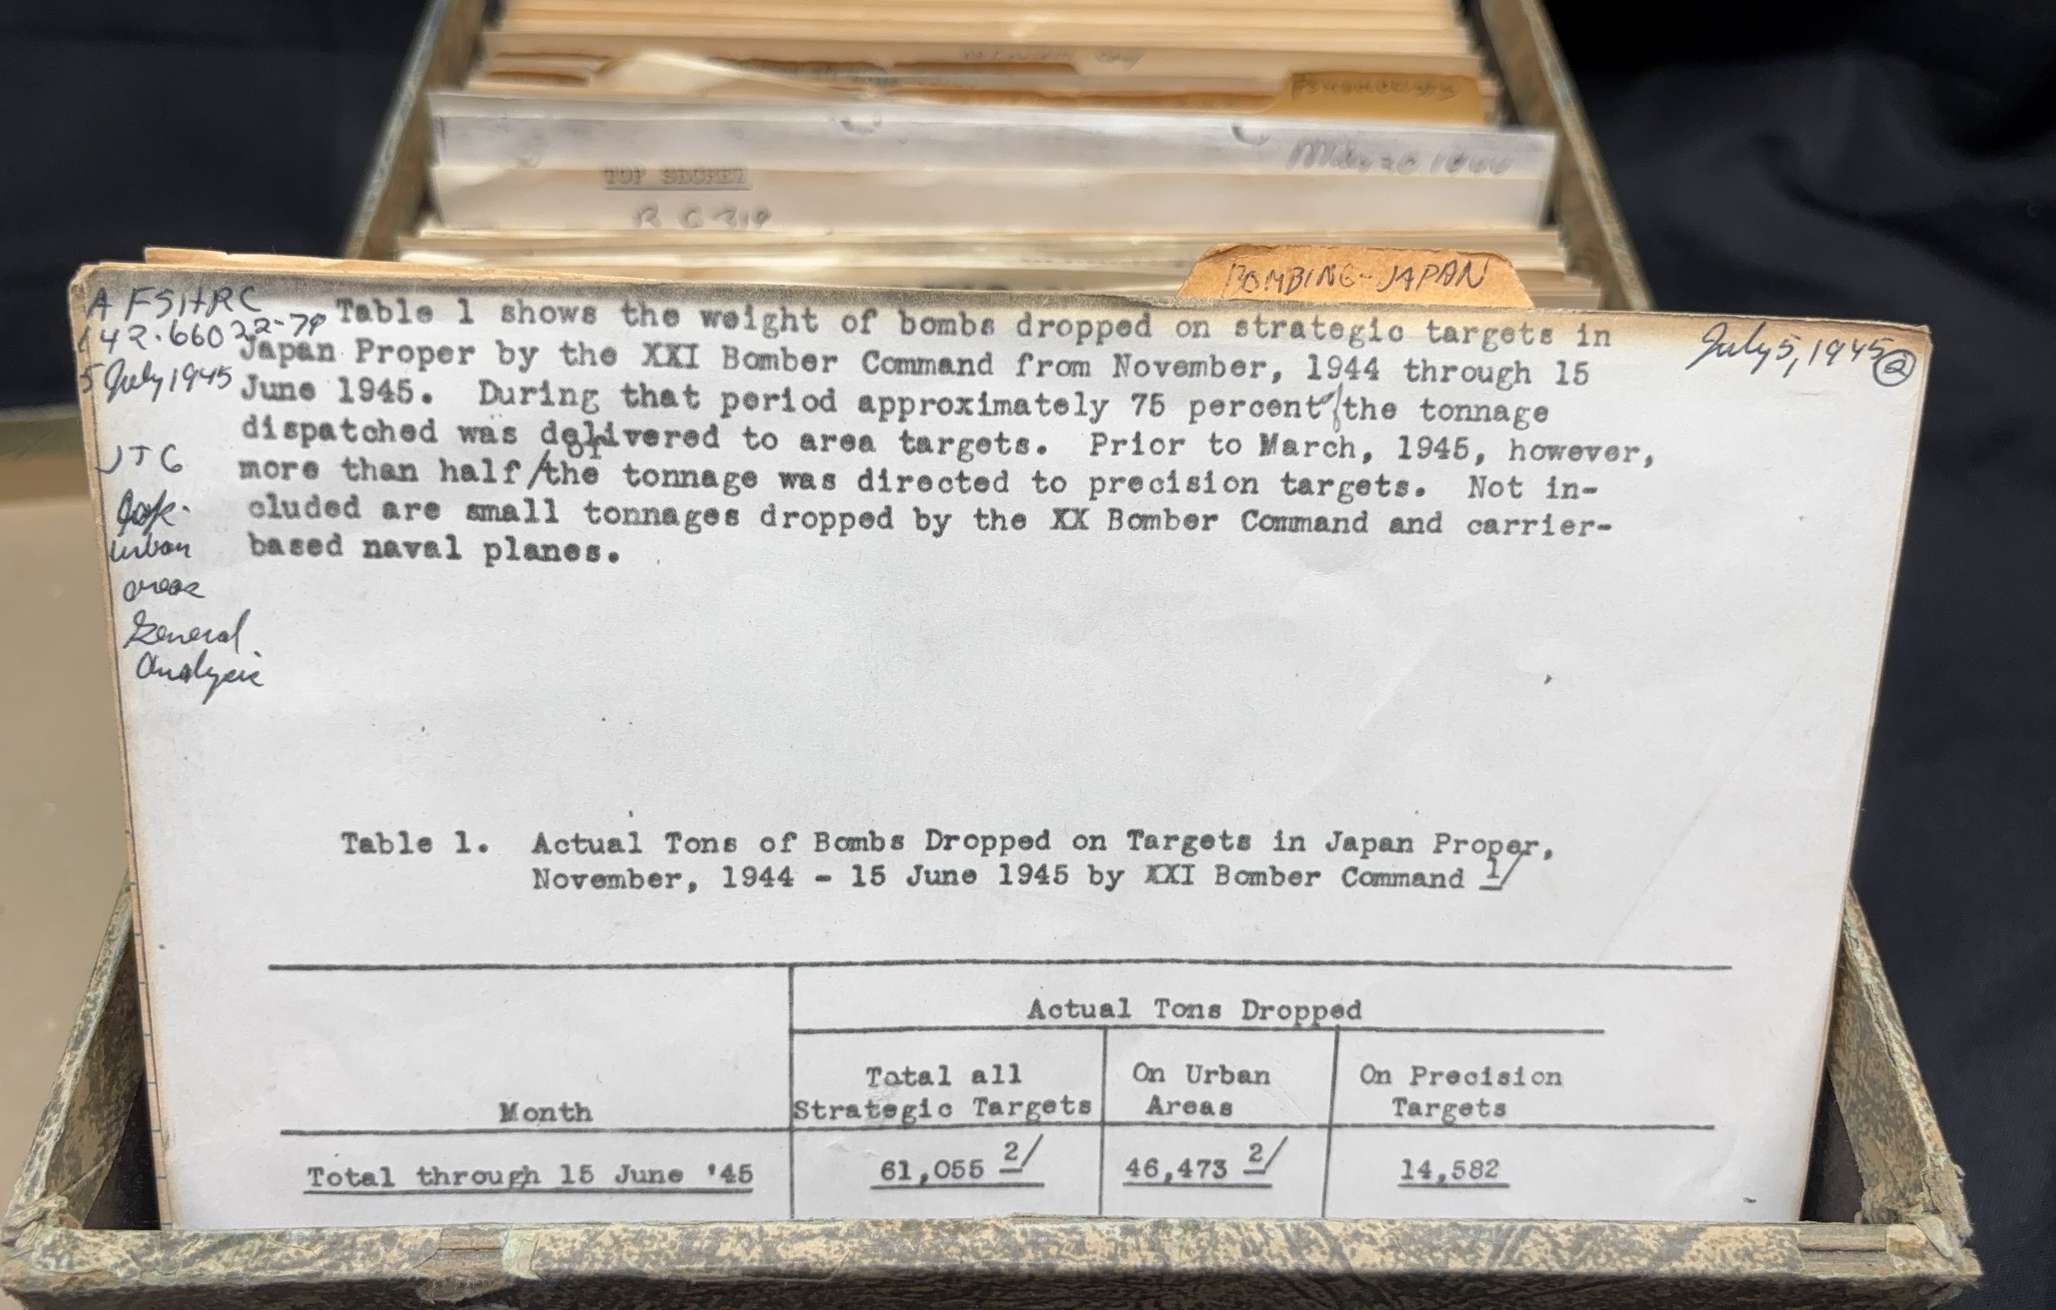 TOP SECRET
BOMBING-JAPAN
AFSHRC
142.66022-79
5 July 1945
July 5, 1945 2
JTG
urban
areas
General
Analysis
Table 1 shows the weight of bombs dropped on strategic targets in
Japan Proper by the XXI Bomber Command from November, 1944 through 15
June 1945. During that period approximately 75 percent of the tonnage
dispatched was delivered to area targets. Prior to March, 1945, however,
more than half of/the tonnage was directed to precision targets. Not in-
cluded are small tonnages dropped by the XX Bomber Command and carrier-
based naval planes.
Table 1. Actual Tons of Bombs Dropped on Targets in Japan Proper,
November, 1944 - 15 June 1945 by XXI Bomber Command 1/
Actual Tons Dropped
Month
Total all
Strategic Targets
On Urban
Areas
On Precision
Targets
Total through 15 June '45 61,055 2/ 46,473 2/ 14,582